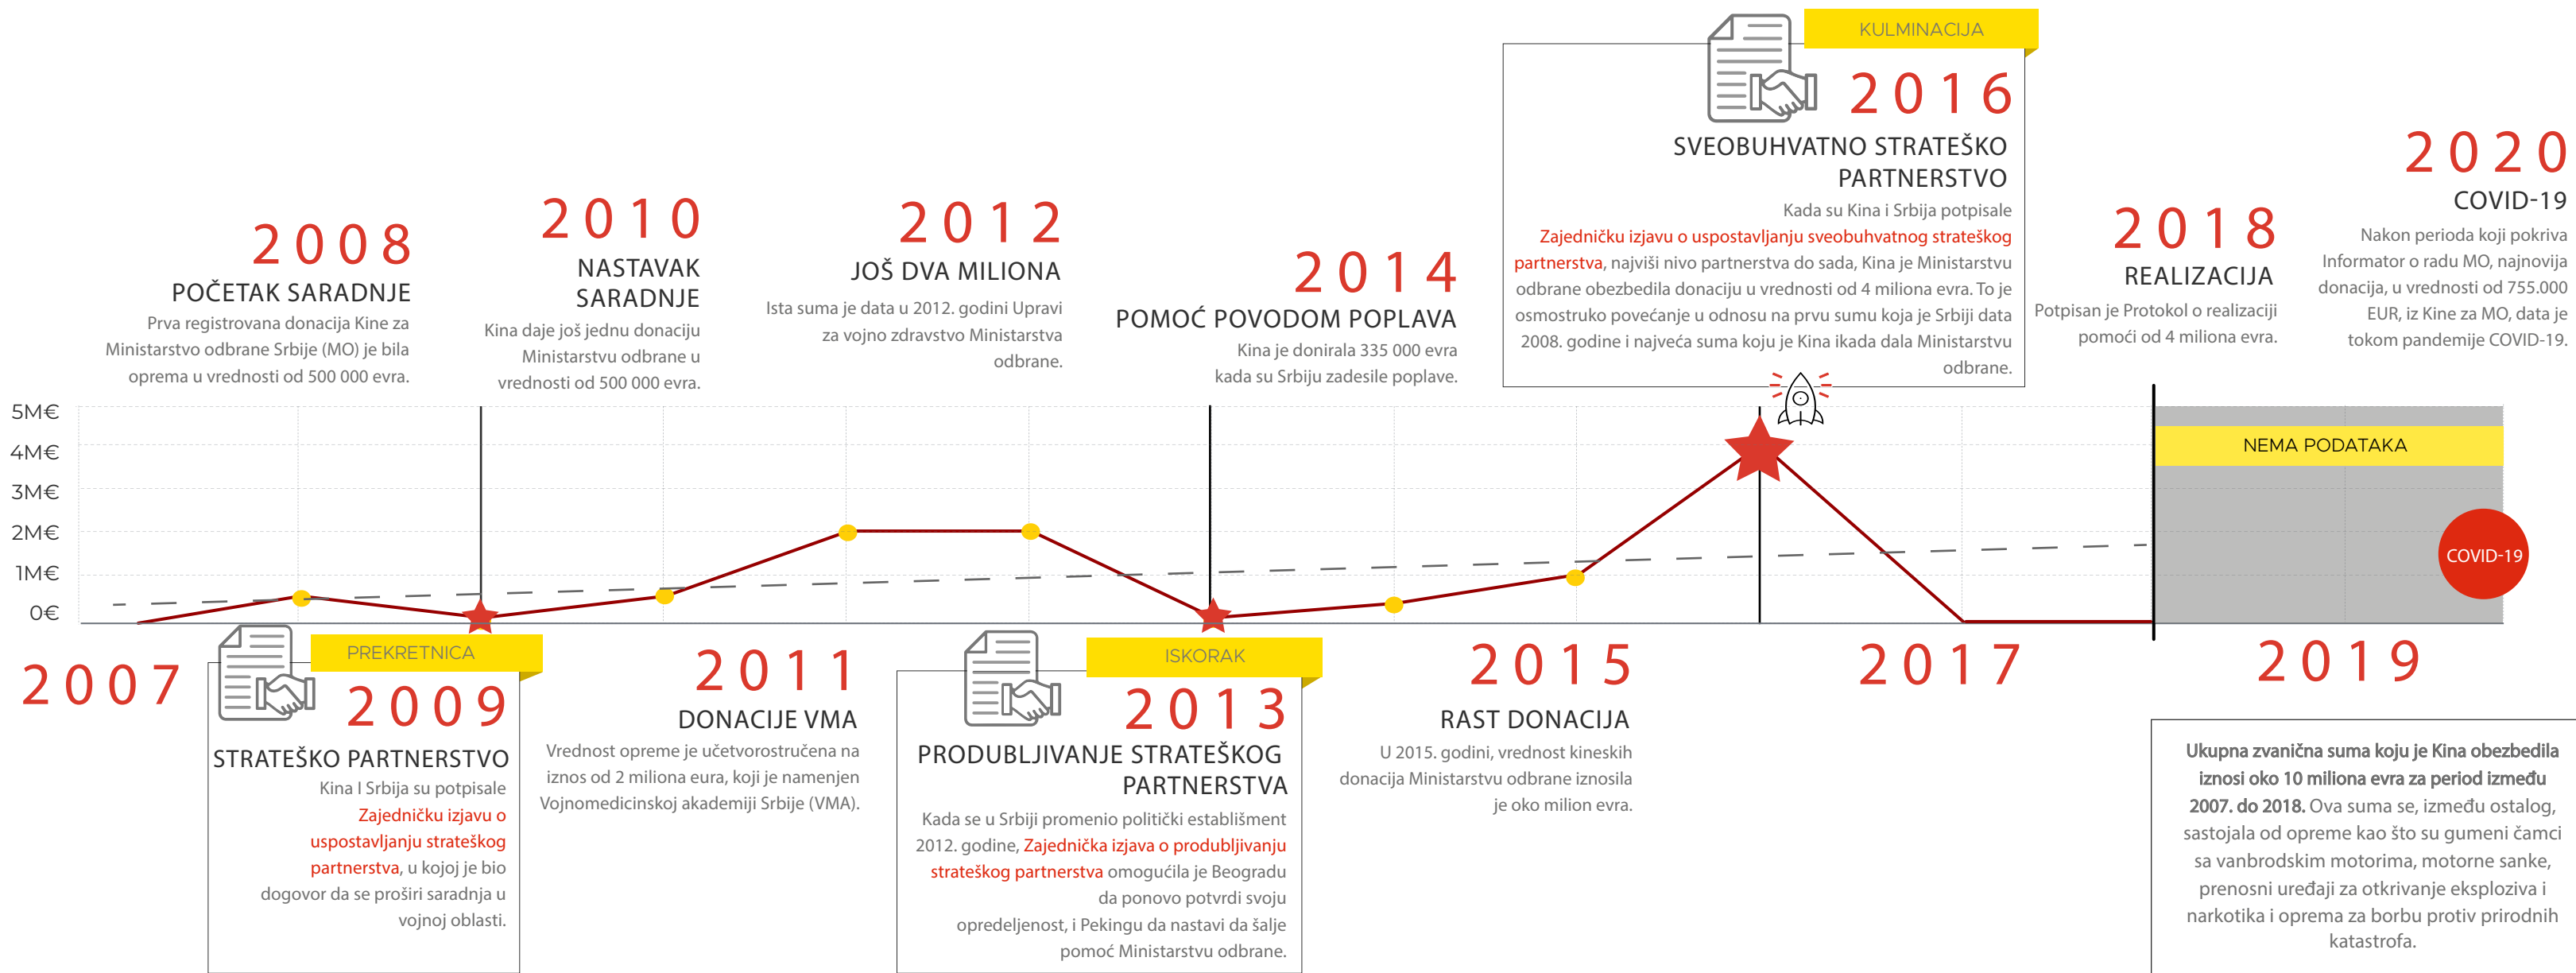 KULMINACIJA
2016
SVEOBUHVATNO STRATEŠKO
PARTNERSTVO
Kada su Kina i Srbija potpisale
Zajedničku izjavu o uspostavljanju sveobuhvatnog strateškog
partnerstva, najviši nivo partnerstva do sada, Kina je Ministarstvu
odbrane obezbedila donaciju u vrednosti od 4 miliona evra. To je
osmostruko povećanje u odnosu na prvu sumu koja je Srbiji data
2008. godine i najveća suma koju je Kina ikada dala Ministarstvu
odbrane.
2020
COVID-19
Nakon perioda koji pokriva
Informator o radu MO, najnovija
donacija, u vrednosti od 755.000
EUR, iz Kine za MO, data je
tokom pandemije COVID-19.
2008
POČETAK SARADNJE
Prva registrovana donacija Kine za
Ministarstvo odbrane Srbije (MO) je bila
oprema u vrednosti od 500 000 evra.
2010
NASTAVAK
SARADNJE
Kina daje još jednu donaciju
Ministarstvu odbrane u
vrednosti od 500 000 evra.
2012
JOŠ DVA MILIONA
Ista suma je data u 2012. godini Upravi
za vojno zdravstvo Ministarstva
odbrane.
2014
POMOĆ POVODOM POPLAVA
Kina je donirala 335 000 evra
kada su Srbiju zadesile poplave.
2018
REALIZACIJA
Potpisan je Protokol o realizaciji
pomoći od 4 miliona evra.
5M€
4M€
3M€
2M€
1M€
0€
NEMA PODATAKA
COVID-19
2007
PREKRETNICA
2009
STRATEŠKO PARTNERSTVO
Kina I Srbija su potpisale
Zajedničku izjavu o
uspostavljanju strateškog
partnerstva, u kojoj je bio
dogovor da se proširi saradnja u
vojnoj oblasti.
2011
DONACIJE VMA
Vrednost opreme je učetvorostručena na
iznos od 2 miliona eura, koji je namenjen
Vojnomedicinskoj akademiji Srbije (VMA).
ISKORAK
2013
PRODUBLJIVANJE STRATEŠKOG
PARTNERSTVA
Kada se u Srbiji promenio politički establišment
2012. godine, Zajednička izjava o produbljivanju
strateškog partnerstva omogućila je Beogradu
da ponovo potvrdi svoju
opredeljenost, i Pekingu da nastavi da šalje
pomoć Ministarstvu odbrane.
2015
RAST DONACIJA
U 2015. godini, vrednost kineskih
donacija Ministarstvu odbrane iznosila
je oko milion evra.
2017
2019
Ukupna zvanična suma koju je Kina obezbedila
iznosi oko 10 miliona evra za period između
2007. do 2018. Ova suma se, između ostalog,
sastojala od opreme kao što su gumeni čamci
sa vanbrodskim motorima, motorne sanke,
prenosni uređaji za otkrivanje eksploziva i
narkotika i oprema za borbu protiv prirodnih
katastrofa.